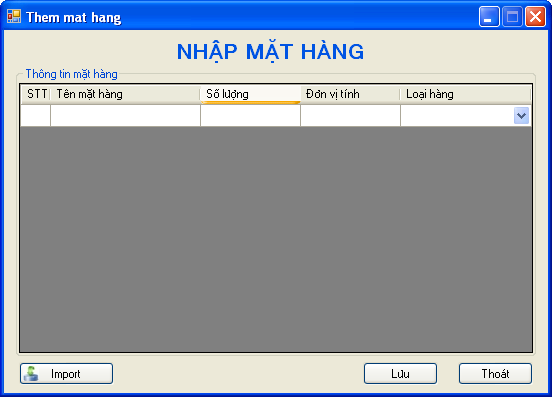 Them mat hang
NHẬP MẶT HÀNG
Thông tin mặt hàng
STT Tên mặt hàng Số lượng Đơn vị tính Loại hàng
Import Lưu Thoát